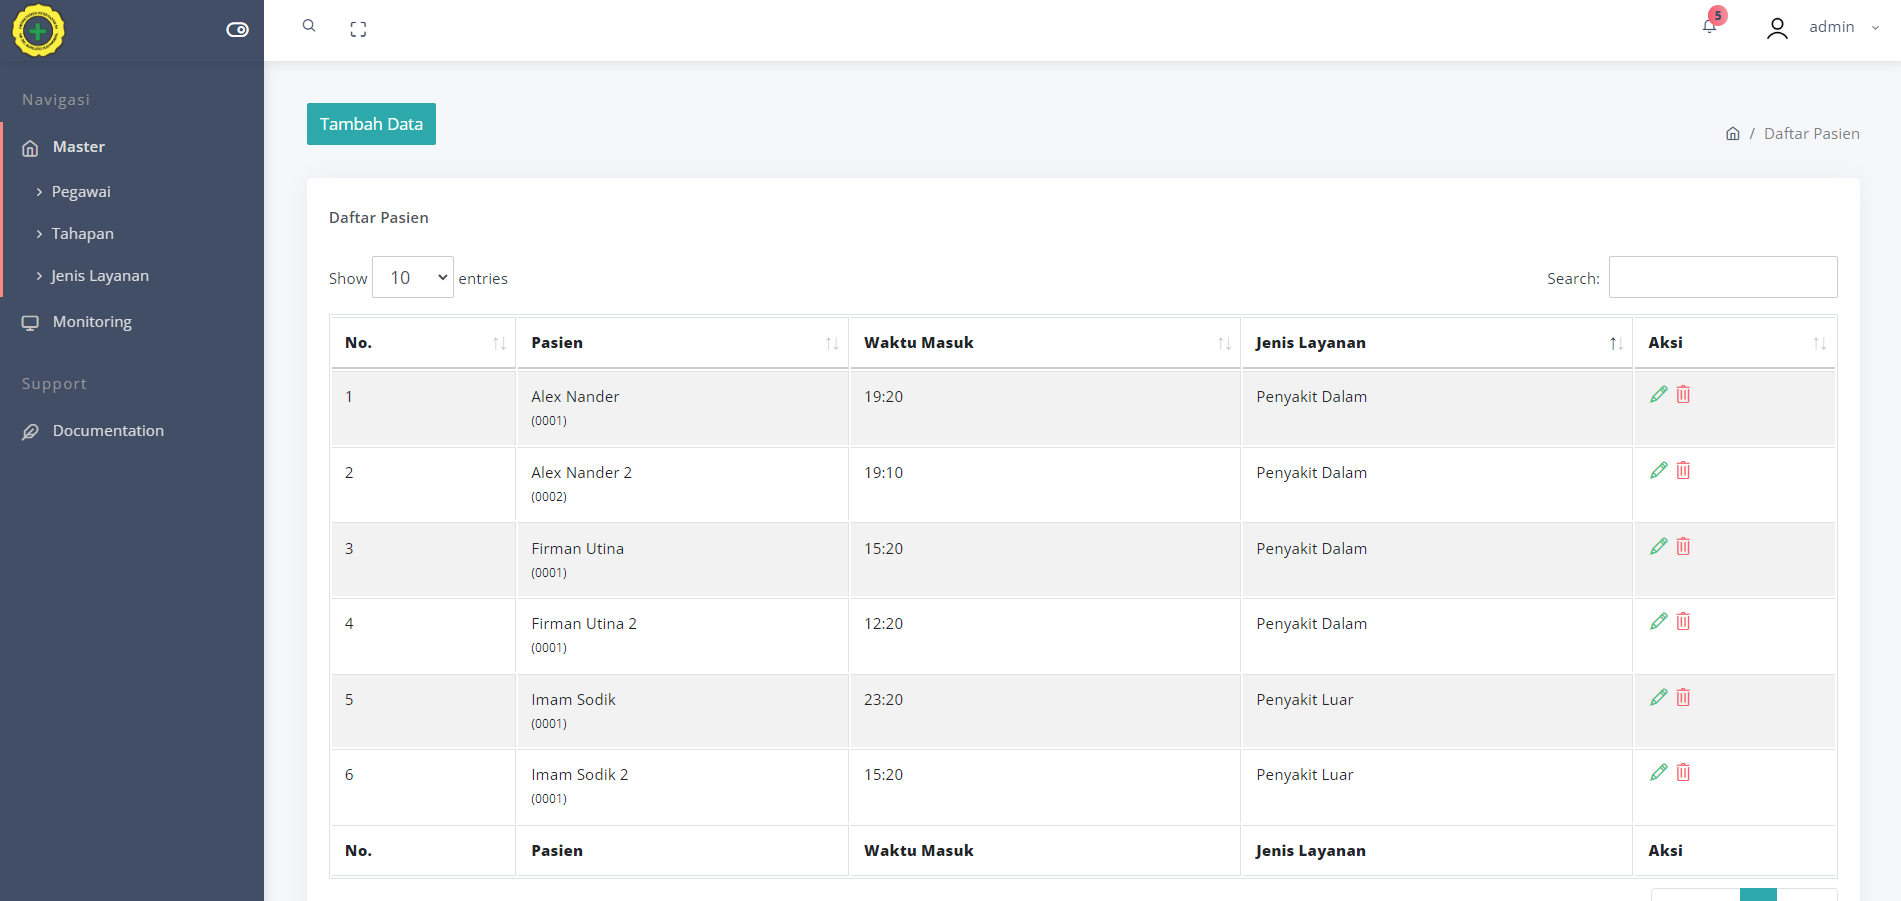 5
admin
Navigasi
Master
Pegawai
Tahapan
Jenis Layanan
Monitoring
Support
Documentation
Tambah Data
/ Daftar Pasien
Daftar Pasien
Show 10 entries
Search:
No. Pasien Waktu Masuk Jenis Layanan Aksi
1 Alex Nander 19:20 Penyakit Dalam
(0001)
2 Alex Nander 2 19:10 Penyakit Dalam
(0002)
3 Firman Utina 15:20 Penyakit Dalam
(0001)
4 Firman Utina 2 12:20 Penyakit Dalam
(0001)
5 Imam Sodik 23:20 Penyakit Luar
(0001)
6 Imam Sodik 2 15:20 Penyakit Luar
(0001)
No. Pasien Waktu Masuk Jenis Layanan Aksi